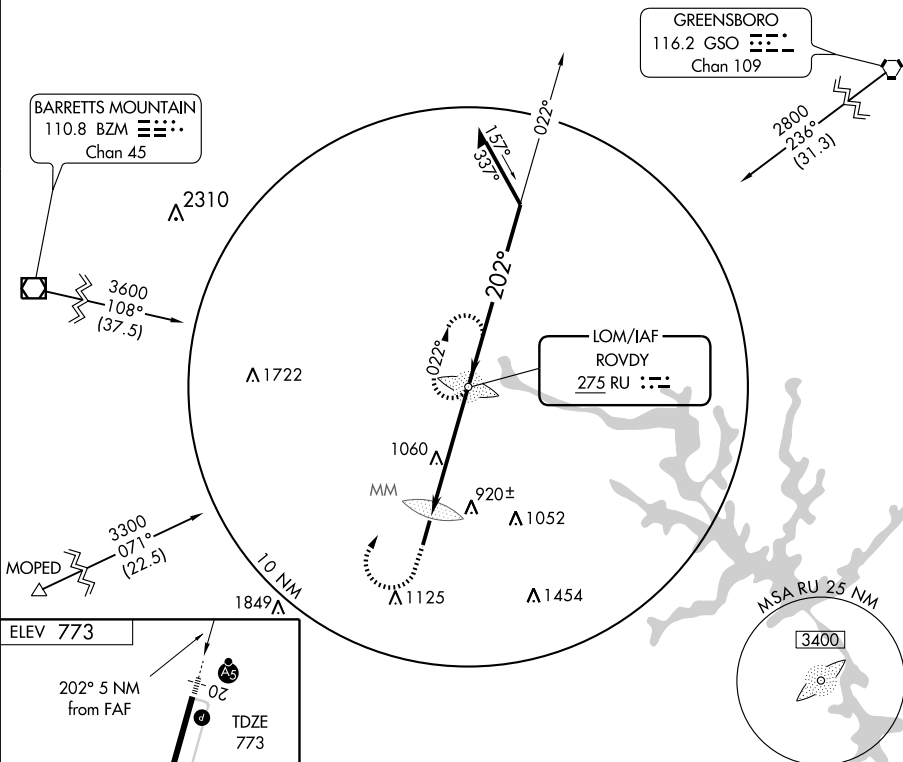 GREENSBORO
116.2 GSO
Chan 109
BARRETTS MOUNTAIN
110.8 BZM
Chan 45
022°
157°
337°
2800
236°
(31.3)
2310
202°
3600
108°
(37.5)
LOM/IAF
ROVDY
275 RU
022°
1722
1060
MM
920±
1052
3300
071°
(22.5)
MOPED
10 NM
1849
1125
1454
MSA RU 25 NM
3400
ELEV 773
202° 5 NM
from FAF
A5
20
P
TDZE
773